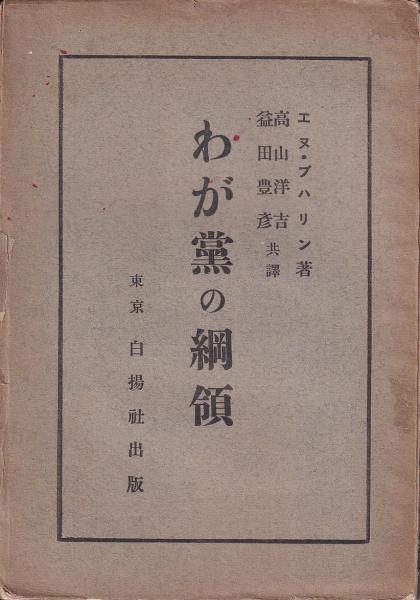 エヌ・ブハリン著
高山洋吉
益田豊彦
共譯
わが黨の綱領
東京 白揚社出版